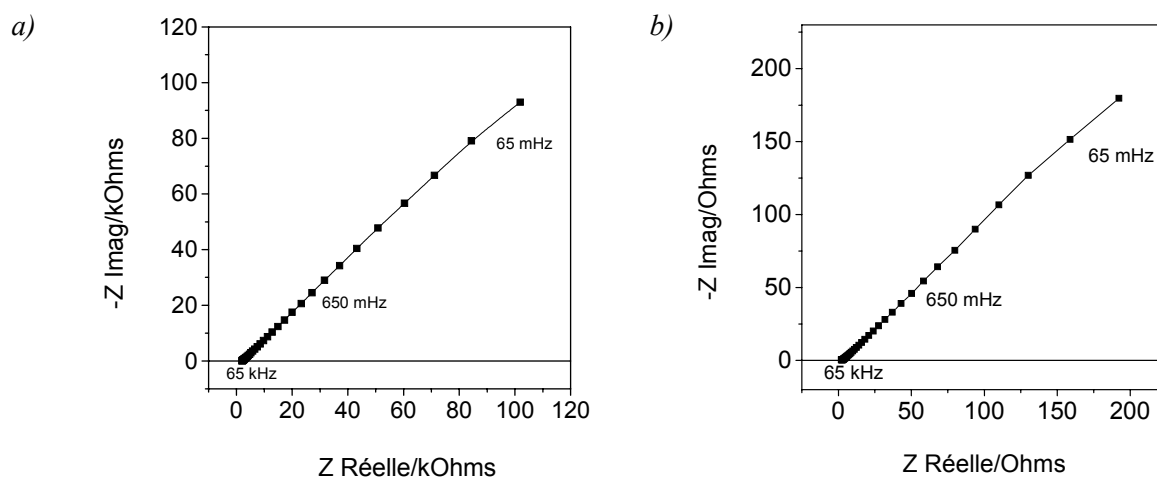 a)
120
100
80
60
40
20
0
-Z Imag/kOhms
65 mHz
650 mHz
65 kHz
0 20 40 60 80 100 120
Z Réelle/kOhms
b)
200
150
100
50
0
-Z Imag/Ohms
65 mHz
650 mHz
65 kHz
0 50 100 150 200
Z Réelle/Ohms